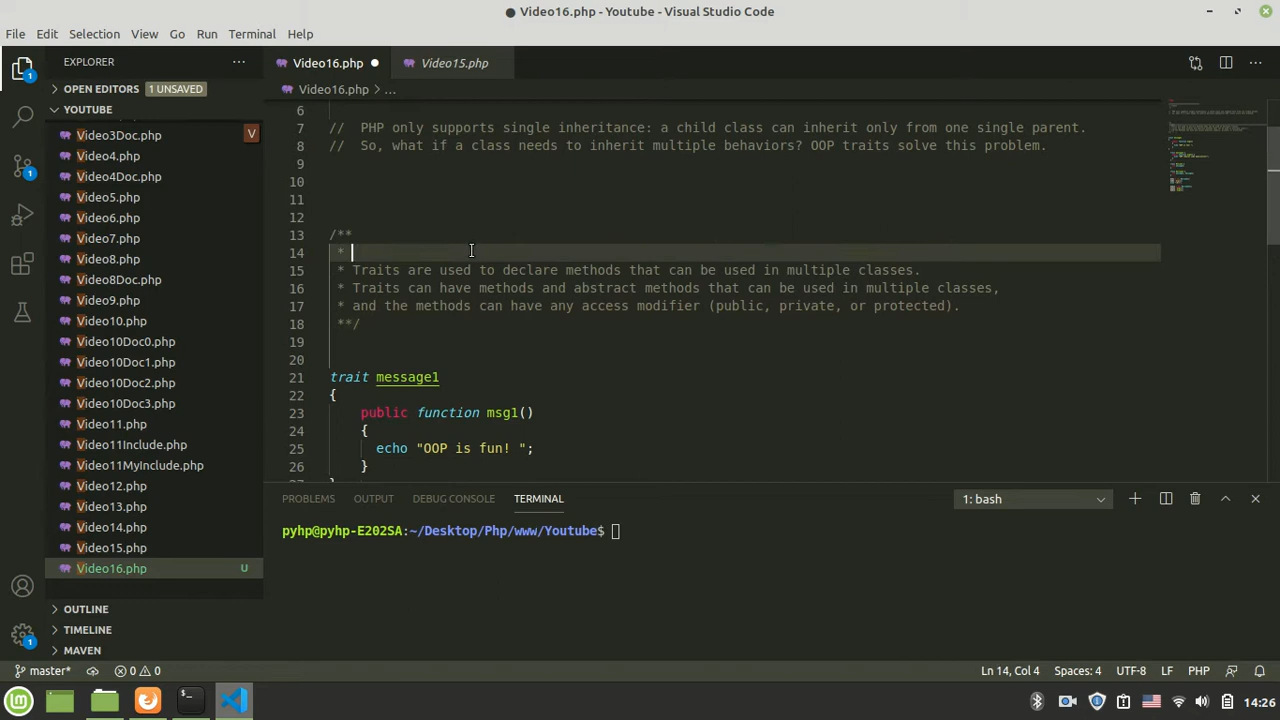 ● Video16.php - Youtube - Visual Studio Code
File Edit Selection View Go Run Terminal Help
EXPLORER
Video16.php
Video15.php
OPEN EDITORS 1 UNSAVED
Video16.php > ...
YOUTUBE
Video3Doc.php
V
Video4.php
Video4Doc.php
Video5.php
Video6.php
Video7.php
Video8.php
Video8Doc.php
Video9.php
Video10.php
Video10Doc0.php
Video10Doc1.php
Video10Doc2.php
Video10Doc3.php
Video11.php
Video11Include.php
Video11MyInclude.php
Video12.php
Video13.php
Video14.php
Video15.php
Video16.php U
OUTLINE
TIMELINE
MAVEN
6
7 // PHP only supports single inheritance: a child class can inherit only from one single parent.
8 // So, what if a class needs to inherit multiple behaviors? OOP traits solve this problem.
9
10
11
12
13 /**
14 *
15 * Traits are used to declare methods that can be used in multiple classes.
16 * Traits can have methods and abstract methods that can be used in multiple classes,
17 * and the methods can have any access modifier (public, private, or protected).
18 **/
19
20
21 trait message1
22 {
23 public function msg1()
24 {
25 echo "OOP is fun! ";
26 }
PROBLEMS OUTPUT DEBUG CONSOLE TERMINAL
1: bash
pyhp@pyhp-E202SA:~/Desktop/Php/www/Youtube$
1
1
1
master* 0 0
Ln 14, Col 4 Spaces: 4 UTF-8 LF PHP
14:26